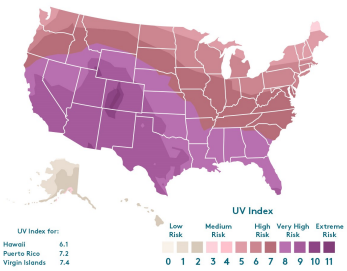 UV Index
Low Risk
Medium Risk
High Risk
Very High Risk
Extreme Risk
0 1 2 3 4 5 6 7 8 9 10 11
UV Index for:
Hawaii 6.1
Puerto Rico 7.2
Virgin Islands 7.4